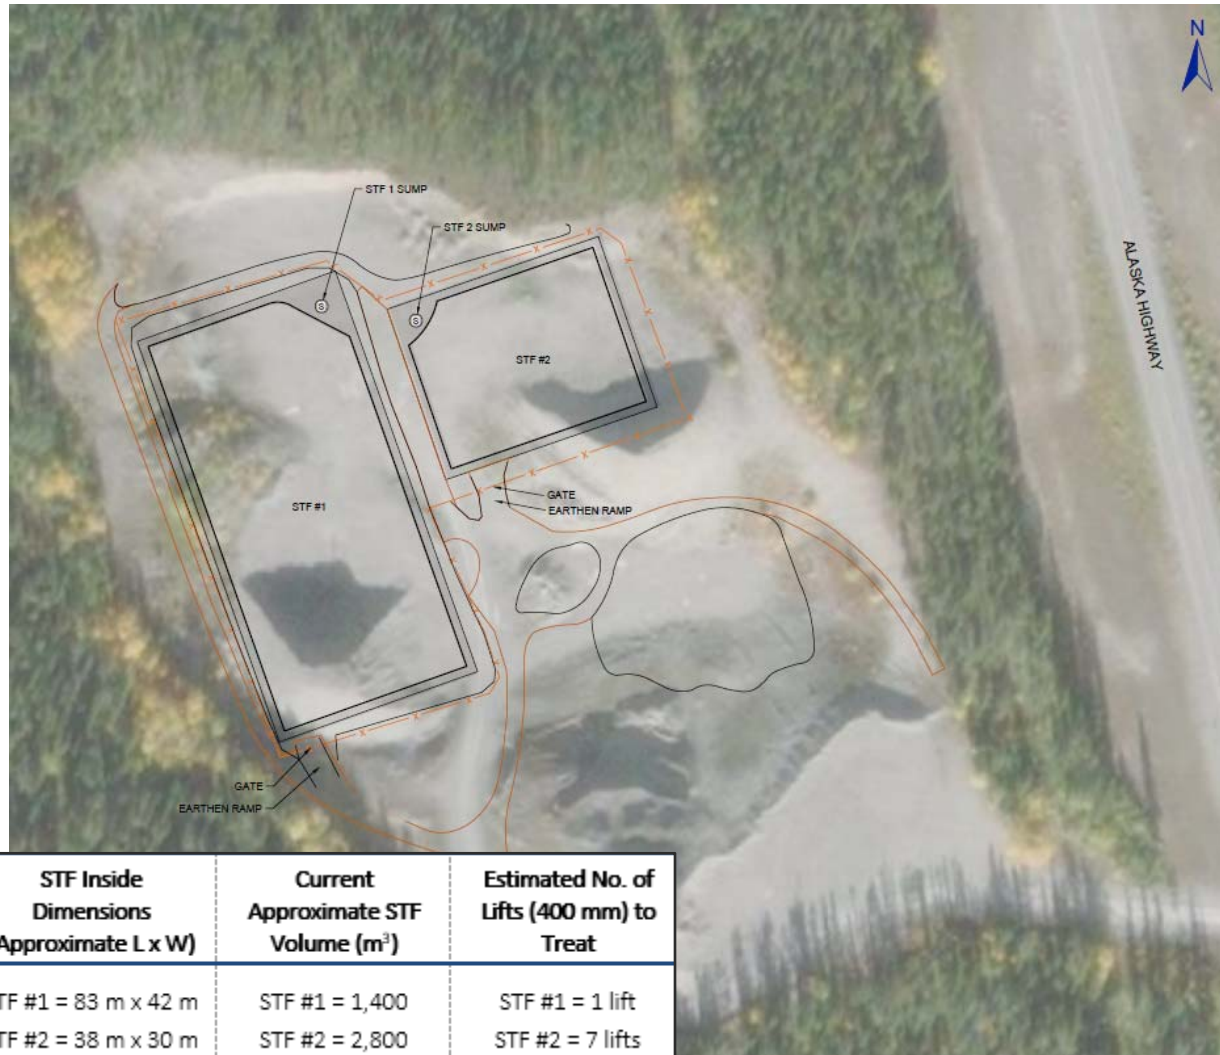 N
STF 1 SUMP
STF 2 SUMP
ALASKA HIGHWAY
S
S
STF #2
STF #1
GATE
EARTHEN RAMP
GATE
EARTHEN RAMP
STF Inside Dimensions Approximate L x W)
Current Approximate STF Volume (m³)
Estimated No. of Lifts (400 mm) to Treat
TF #1 = 83 m x 42 m
STF #1 = 1,400
STF #1 = 1 lift
TF #2 = 38 m x 30 m
STF #2 = 2,800
STF #2 = 7 lifts